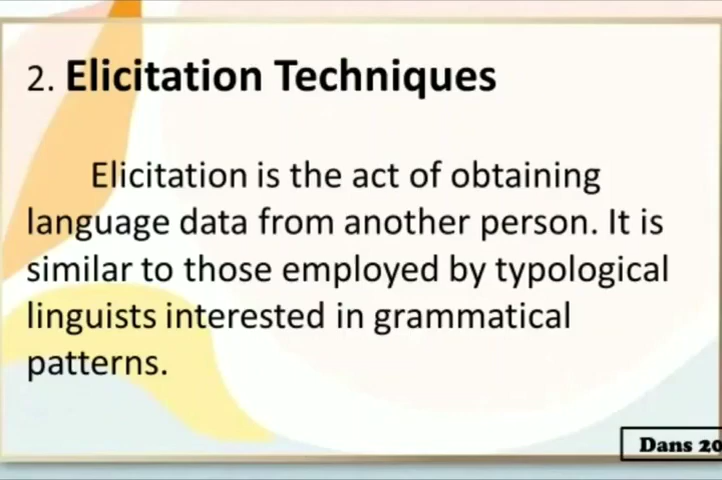 2. Elicitation Techniques
Elicitation is the act of obtaining
language data from another person. It is
similar to those employed by typological
linguists interested in grammatical
patterns.
Dans 20